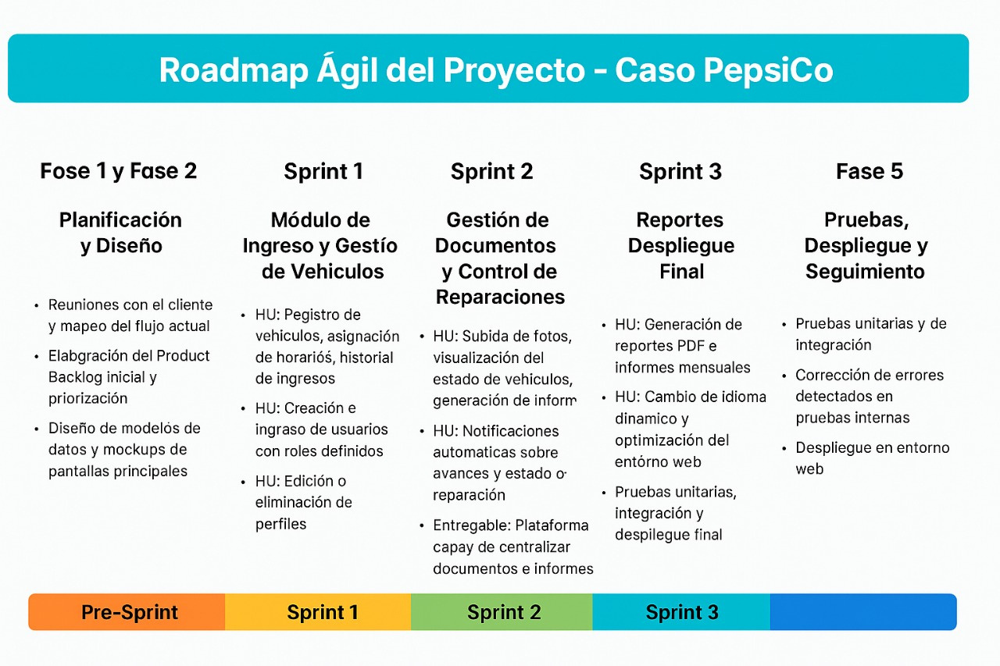 Roadmap Ágil del Proyecto - Caso PepsiCo
Fose 1 y Fase 2
Planificación
y Diseño
• Reuniones con el cliente
y mapeo del flujo actual
• Elabgración del Product
Backlog inicial y
priorización
• Diseño de modelós de
datos y mockups de
pantallas principales
Sprint 1
Módulo de
Ingreso y Gestío
de Vehiculos
• HU: Pegistro de
vehiculos, asignación
de horariós, historial
de ingresos
• HU: Creación e
ingraso de usuarios
con roles definidos
• HU: Edición o
eliminación de
perfiles
Sprint 2
Gestión de
Documentos
y Control de
Reparaciones
• HU: Subida de fotos,
visualización del
estado de vehiculos,
generación de inform
• HU: Notificaciones
automaticas sobre
avances y estado o
reparación
• Entregable: Plataforma
capay de centralizar
documentos e informes
Sprint 3
Reportes
Despliegue
Final
• HU: Generación de
reportes PDF e
informes mensuales
• HU: Cambio de idioma
dinamico y
optimización del
entórno web
• Pruebas unitarias,
integración y
despilegue final
Fase 5
Pruebas,
Despliegue y
Seguimiento
• Pruebas unitarias y de
integración
• Corrección de errores
detectados en
pruebas internas
• Despliegue en entorno
web
Pre-Sprint
Sprint 1
Sprint 2
Sprint 3